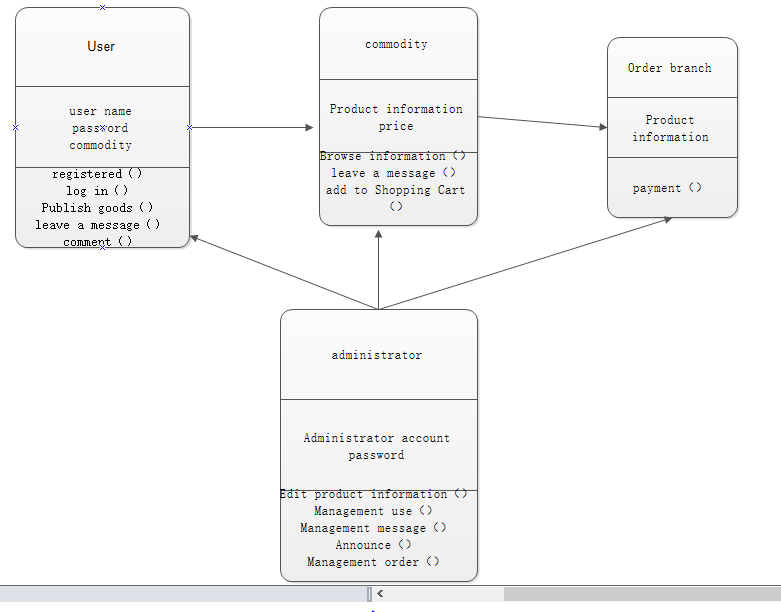 User
user name
password
commodity
registered ()
log in ()
Publish goods ()
leave a message ()
comment ()
commodity
Product information
price
Browse information ()
leave a message ()
add to Shopping Cart
()
Order branch
Product
information
payment ()
administrator
Administrator account
password
Edit product information ()
Management use ()
Management message ()
Announce ()
Management order ()